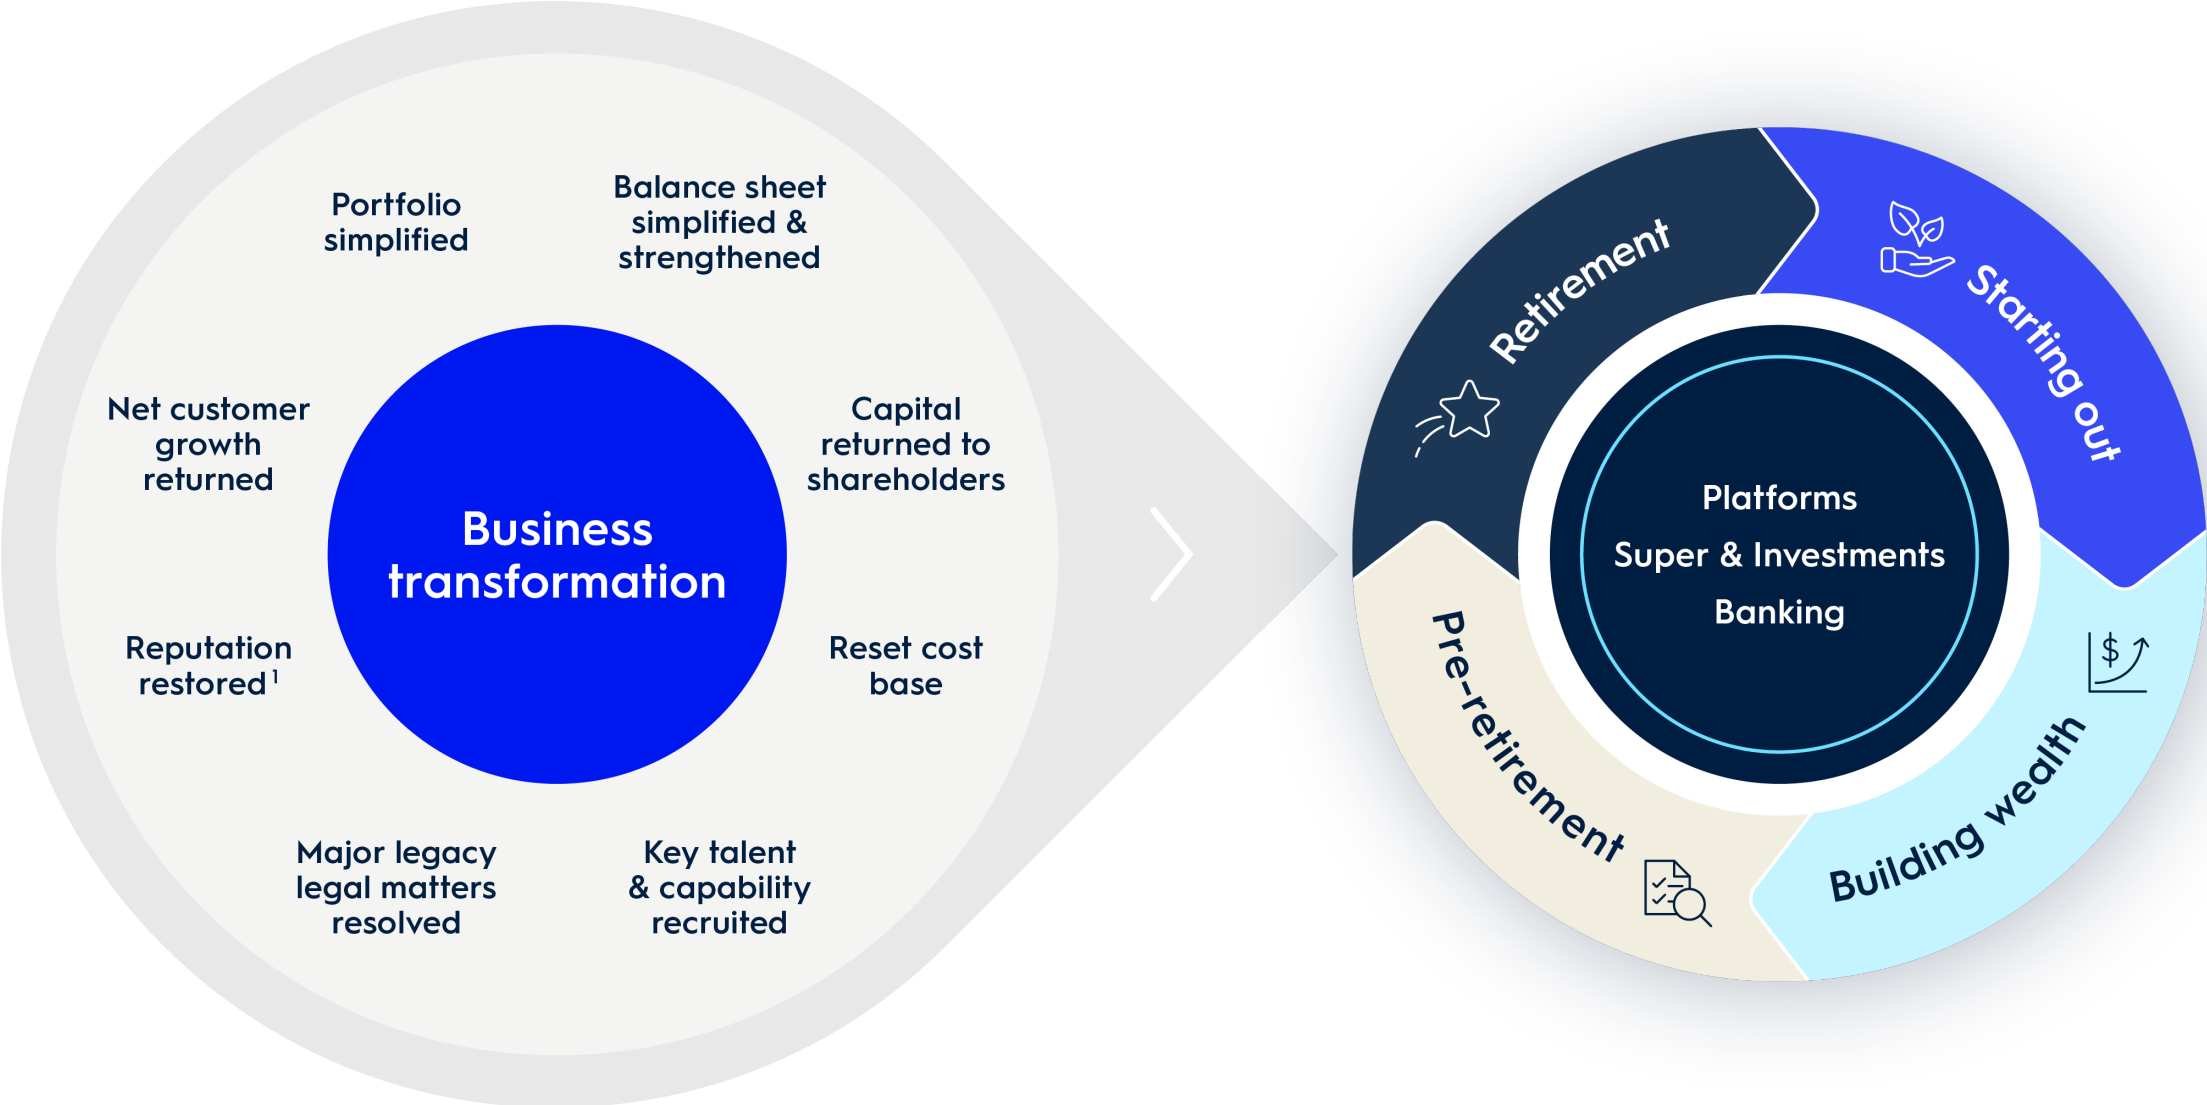 Portfolio
simplified
Balance sheet
simplified &
strengthened
Net customer
growth
returned
Capital
returned to
shareholders
Business
transformation
Reputation
restored¹
Reset cost
base
Major legacy
legal matters
resolved
Key talent
& capability
recruited
Retirement
Starting out
Platforms
Super & Investments
Banking
$
Pre-retirement
Building wealth